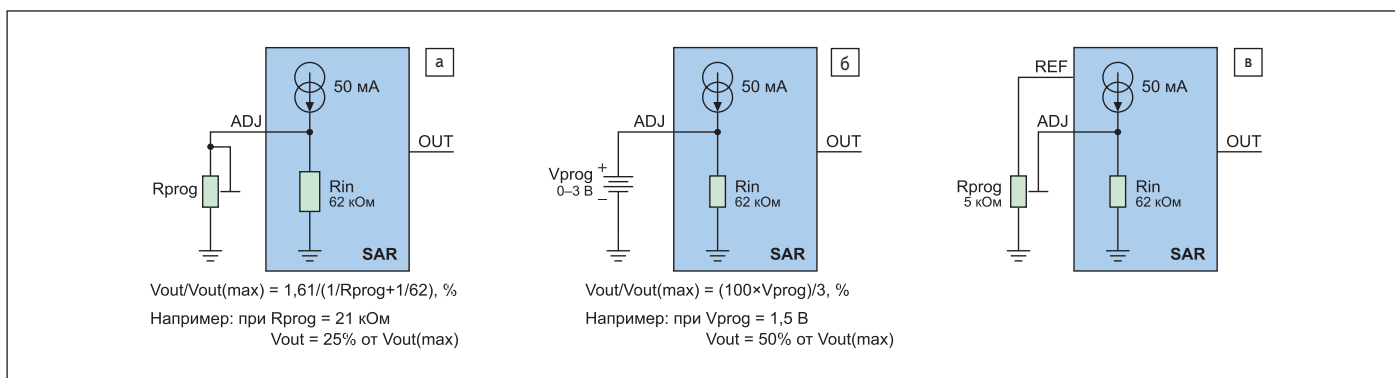 а
50 мА
ADJ
OUT
Rprog
Rin
62 кОм
SAR
Vout/Vout(max) = 1,61/(1/Rprog+1/62), %
Например: при Rprog = 21 кОм
Vout = 25% от Vout(max)
б
50 мА
ADJ
OUT
Vprog
0–3 В
+
–
Rin
62 кОм
SAR
Vout/Vout(max) = (100×Vprog)/3, %
Например: при Vprog = 1,5 В
Vout = 50% от Vout(max)
в
REF
50 мА
ADJ
OUT
Rprog
5 кОм
Rin
62 кОм
SAR